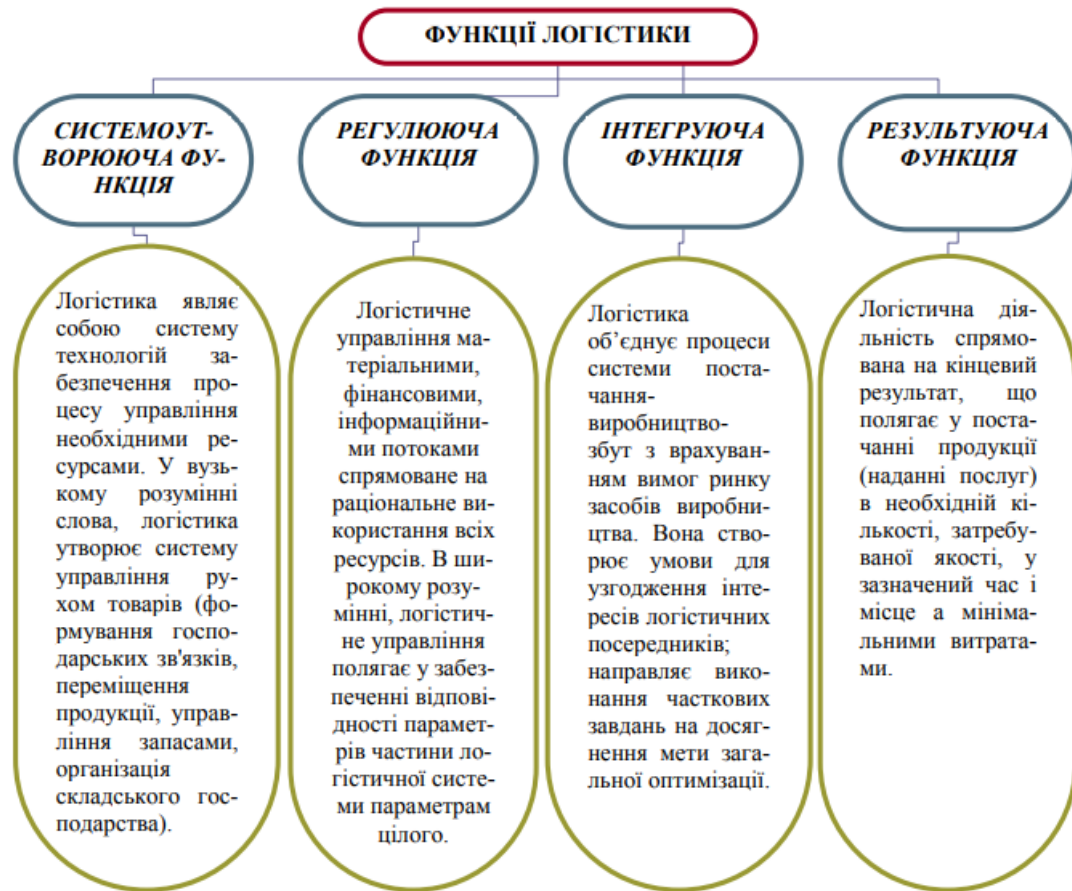 ФУНКЦІЇ ЛОГІСТИКИ
СИСТЕМОУТ-
ВОРЮЮЧА ФУ-
НКЦІЯ
РЕГУЛЮЮЧА
ФУНКЦІЯ
ІНТЕГРУЮЧА
ФУНКЦІЯ
РЕЗУЛЬТУЮЧА
ФУНКЦІЯ
Логістика являє
собою систему
технологій за-
безпечення про-
цесу управління
необхідними ре-
сурсами. У вузь-
кому розумінні
слова, логістика
утворює систему
управління ру-
хом товарів (фо-
рмування госпо-
дарських зв'язків,
переміщення
продукції, управ-
ління запасами,
організація
складського гос-
подарства).
Логістичне
управління ма-
теріальними,
фінансовими,
інформаційни-
ми потоками
спрямоване на
раціональне ви-
користання всіх
ресурсів. В ши-
рокому розу-
мінні, логістич-
не управління
полягає у забез-
печенні відпові-
дності парамет-
рів частини ло-
гістичної систе-
ми параметрам
цілого.
Логістика
об’єднує процеси
системи поста-
чання-
виробництво-
збут з врахуван-
ням вимог ринку
засобів виробни-
цтва. Вона ство-
рює умови для
узгодження інте-
ресів логістичних
посередників;
направляє вико-
нання часткових
завдань на досяг-
нення мети зага-
льної оптимізації.
Логістична дія-
льність спрямо-
вана на кінцевий
результат, що
полягає у поста-
чанні продукції
(наданні послуг)
в необхідній кі-
лькості, затребу-
ваної якості, у
зазначений час і
місце а мініма-
льними витрата-
ми.